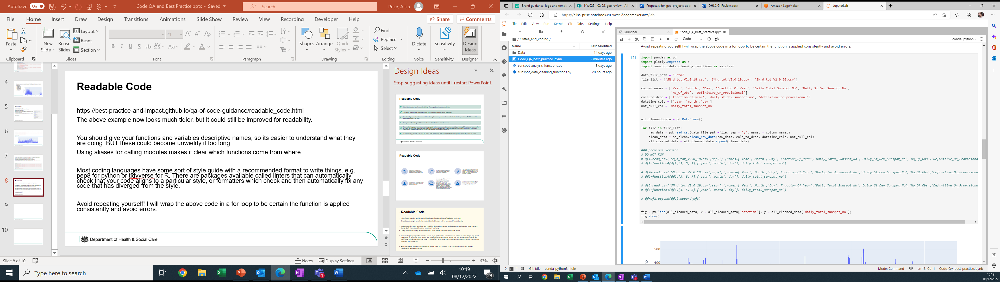 AutoSave On
Code QA and Best Practice.pptx - Saved
Search
Prise, Ailsa
File Home Insert Draw Design Transitions Animations Slide Show Review View Recording Developer Help
Share Comments
Paste
New Slide
Reuse Slides
Layout
Reset
Section
21
Shapes Arrange Quick Styles
Find
Replace
Select
Dictate
Sensitivity
Design Ideas
Clipboard Slides Font Paragraph Drawing Editing Voice Sensitivity Designer
4
5
6
7
8
9
10
Readable Code
https://best-practice-and-impact.github.io/qa-of-code-guidance/readable_code.html
The above example now looks much tidier, but it could still be improved for readability.
You should give your functions and variables descriptive names, so its easier to understand what they
are doing. BUT these could become unwieldy if too long.
Using aliases for calling modules makes it clear which functions come from where.
Most coding languages have some sort of style guide with a recommended format to write things. e.g.
pep8 for python or tidyvierse for R. There are packages available called linters that can automatically
check that your code aligns to a particular style, or formatters which check and then automatically fix any
code that has diverged from the style.
Avoid repeating yourself! I will wrap the above code in a for loop to be certain the function is applied
consistently and avoid errors.
Department of Health & Social Care
Design Ideas
Stop suggesting ideas until I restart PowerPoint.
Readable Code
Readable Code
Readable Code
Slide 8 of 10
Notes
Display Settings
63%
Type here to search
10:19
08/12/2022
23
Brand guidance, logo and templ
NW025 - 02 OS geo review - All
Proposals_for_geo_projects_add
DHSC GI Review.docx
Amazon SageMaker
JupyterLab
https://ailsa-prise.notebook.eu-west-2.sagemaker.aws/lab
File Edit View Run Kernel Git Tabs Settings Help
/ Coffee_and_coding /
Name Last Modified
Data 14 days ago
Code_QA_best_practice.ipynb 2 minutes ago
sunspot_analysis_functions.py 8 days ago
sunspot_data_cleaning_functions.py 20 hours ago
Launcher
Code_QA_best_practice.ipyn
Code
git
conda_python3
Avoid repeating yourself! I will wrap the above code in a for loop to be certain the function is applied consistently and avoid errors.
[5]:
import pandas as pd
import plotly.express as px
import sunspot_data_cleaning_functions as ss_clean
data_file_path = 'Data/'
file_list = ['SN_d_tot_V2.0_18.csv', 'SN_d_tot_V2.0_19.csv', 'SN_d_tot_V2.0_20.csv']
column_names = ['Year', 'Month', 'Day', 'Fraction_Of_Year', 'Daily_Total_Sunspot_No', 'Daily_St_Dev_Sunspot_No',
'No_Of_Obs', 'Definitive_Or_Provisional']
cols_to_drop = ['fraction_of_year', 'daily_st_dev_sunspot_no', 'definitive_or_provisional']
datetime_cols = ['year','month','day']
not_null_col = 'daily_total_sunspot_no'
all_cleaned_data = pd.DataFrame()
for file in file_list:
raw_data = pd.read_csv(data_file_path+file, sep = ';', names = column_names)
clean_data = ss_clean.clean_raw_data(raw_data, cols_to_drop, datetime_cols, not_null_col)
all_cleaned_data = all_cleaned_data.append(clean_data)
### previous version
# DO NOT RUN
# df1=read_csv('SN_d_tot_V2.0_18.csv',sep=';',names=['Year','Month','Day','Fraction_Of_Year','Daily_Total_Sunspot_No','Daily_St_Dev_Sunspot_No','No_Of_Obs','Definitive_Or_Provisiona
# df1=function4(df1,[3, 5, 7],['year','month','day'],'daily_total_sunspot_no')
# df2=read_csv('SN_d_tot_V2.0_19.csv',sep=';',names=['Year','Month','Day','Fraction_Of_Year','Daily_Total_Sunspot_No','Daily_St_Dev_Sunspot_No','No_Of_Obs','Definitive_Or_Provisiona
# df2=function4(df2,[3, 5, 7],['year','month','day'],'daily_total_sunspot_no')
# df3=read_csv('SN_d_tot_V2.0_20.csv',sep=';',names=['Year','Month','Day','Fraction_Of_Year','Daily_Total_Sunspot_No','Daily_St_Dev_Sunspot_No','No_Of_Obs','Definitive_Or_Provisiona
# df3=function4(df3,[3, 5, 6],['year','month','day'],'daily_total_sunspot_no')
# df=df1.append(df2).append(df3)
fig = px.line(all_cleaned_data, x = all_cleaned_data['datetime'], y = all_cleaned_data['daily_total_sunspot_no'])
fig.show()
500
400
0 1 Git: idle conda_python3 | Idle
Mode: Command Ln 13, Col 1 Code_QA_best_practice.ipynb
10:19
08/12/2022